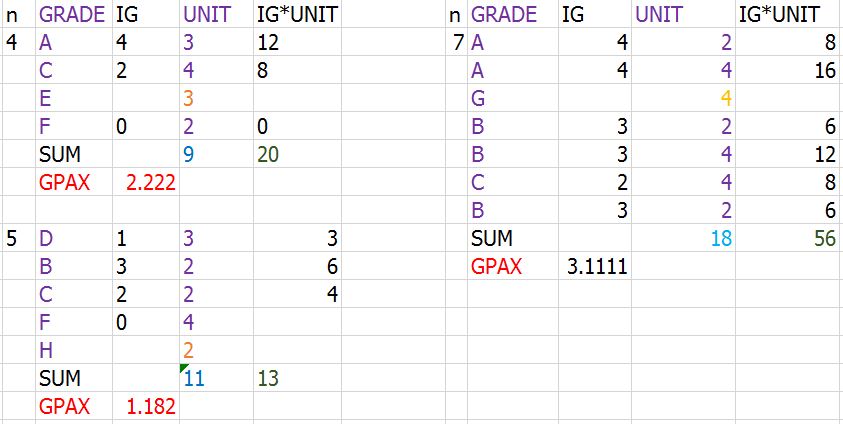 n GRADE IG UNIT IG*UNIT
4 A 4 3 12
C 2 4 8
E 3
F 0 2 0
SUM 9 20
GPAX 2.222
5 D 1 3 3
B 3 2 6
C 2 2 4
F 0 4
H 2
SUM 11 13
GPAX 1.182
n GRADE IG UNIT IG*UNIT
7 A 4 2 8
A 4 4 16
G 4
B 3 2 6
B 3 4 12
C 2 4 8
B 3 2 6
SUM 18 56
GPAX 3.1111